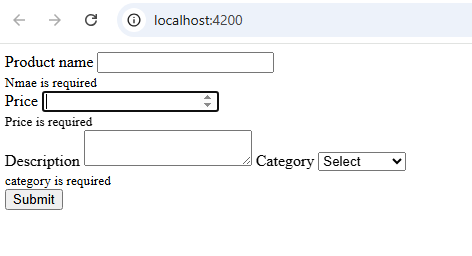 localhost:4200
Product name
Nmae is required
Price
Price is required
Description Category Select
category is required
Submit